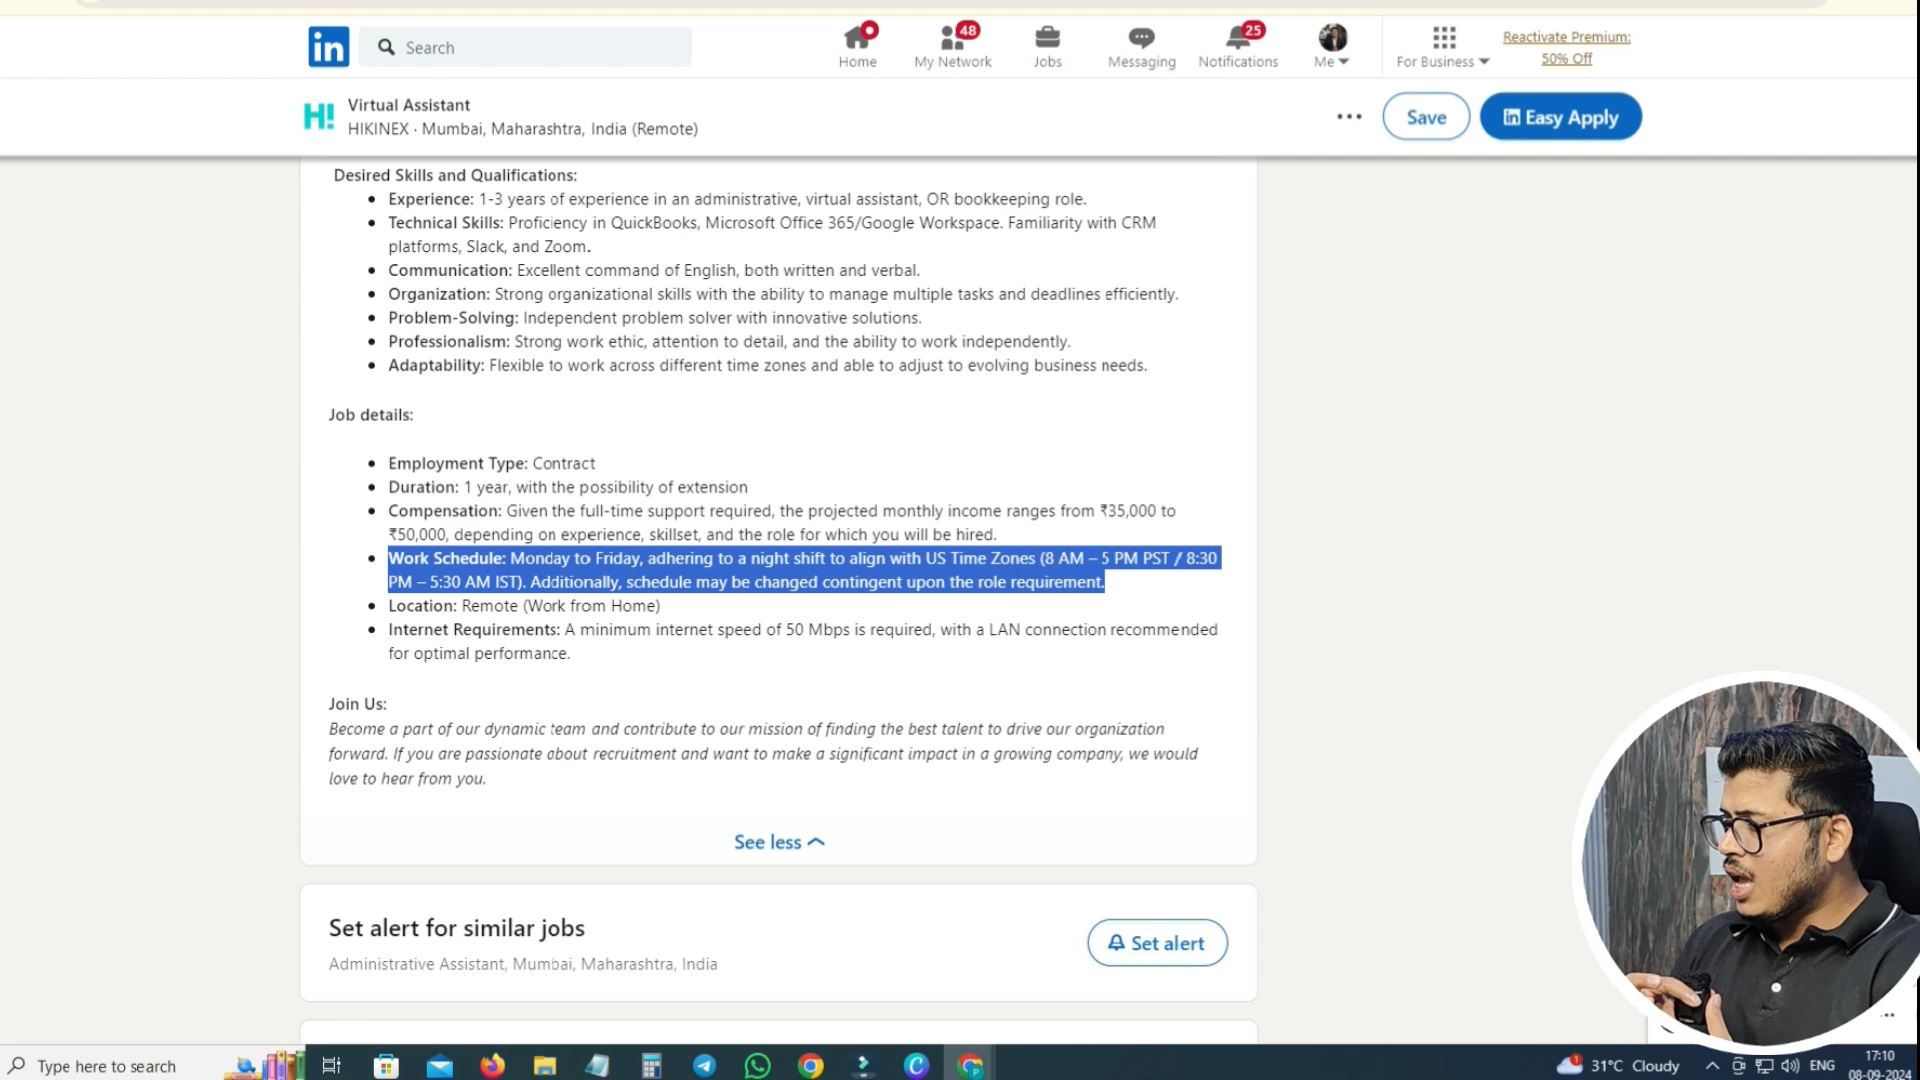 in
Search
Home
48
My Network
Jobs
Messaging
25
Notifications
Me
For Business
Reactivate Premium:
50% Off
H!
Virtual Assistant
HIKINEX · Mumbai, Maharashtra, India (Remote)
Save
in Easy Apply
Desired Skills and Qualifications:
Experience: 1-3 years of experience in an administrative, virtual assistant, OR bookkeeping role.
Technical Skills: Proficiency in QuickBooks, Microsoft Office 365/Google Workspace. Familiarity with CRM
platforms, Slack, and Zoom.
Communication: Excellent command of English, both written and verbal.
Organization: Strong organizational skills with the ability to manage multiple tasks and deadlines efficiently.
Problem-Solving: Independent problem solver with innovative solutions.
Professionalism: Strong work ethic, attention to detail, and the ability to work independently.
Adaptability: Flexible to work across different time zones and able to adjust to evolving business needs.
Job details:
Employment Type: Contract
Duration: 1 year, with the possibility of extension
Compensation: Given the full-time support required, the projected monthly income ranges from ₹35,000 to
₹50,000, depending on experience, skillset, and the role for which you will be hired.
Work Schedule: Monday to Friday, adhering to a night shift to align with US Time Zones (8 AM – 5 PM PST / 8:30
PM – 5:30 AM IST). Additionally, schedule may be changed contingent upon the role requirement.
Location: Remote (Work from Home)
Internet Requirements: A minimum internet speed of 50 Mbps is required, with a LAN connection recommended
for optimal performance.
Join Us:
Become a part of our dynamic team and contribute to our mission of finding the best talent to drive our organization
forward. If you are passionate about recruitment and want to make a significant impact in a growing company, we would
love to hear from you.
See less
Set alert for similar jobs
Administrative Assistant, Mumbai, Maharashtra, India
Set alert
Type here to search
1
31°C Cloudy
ENG
17:10
08-09-2024